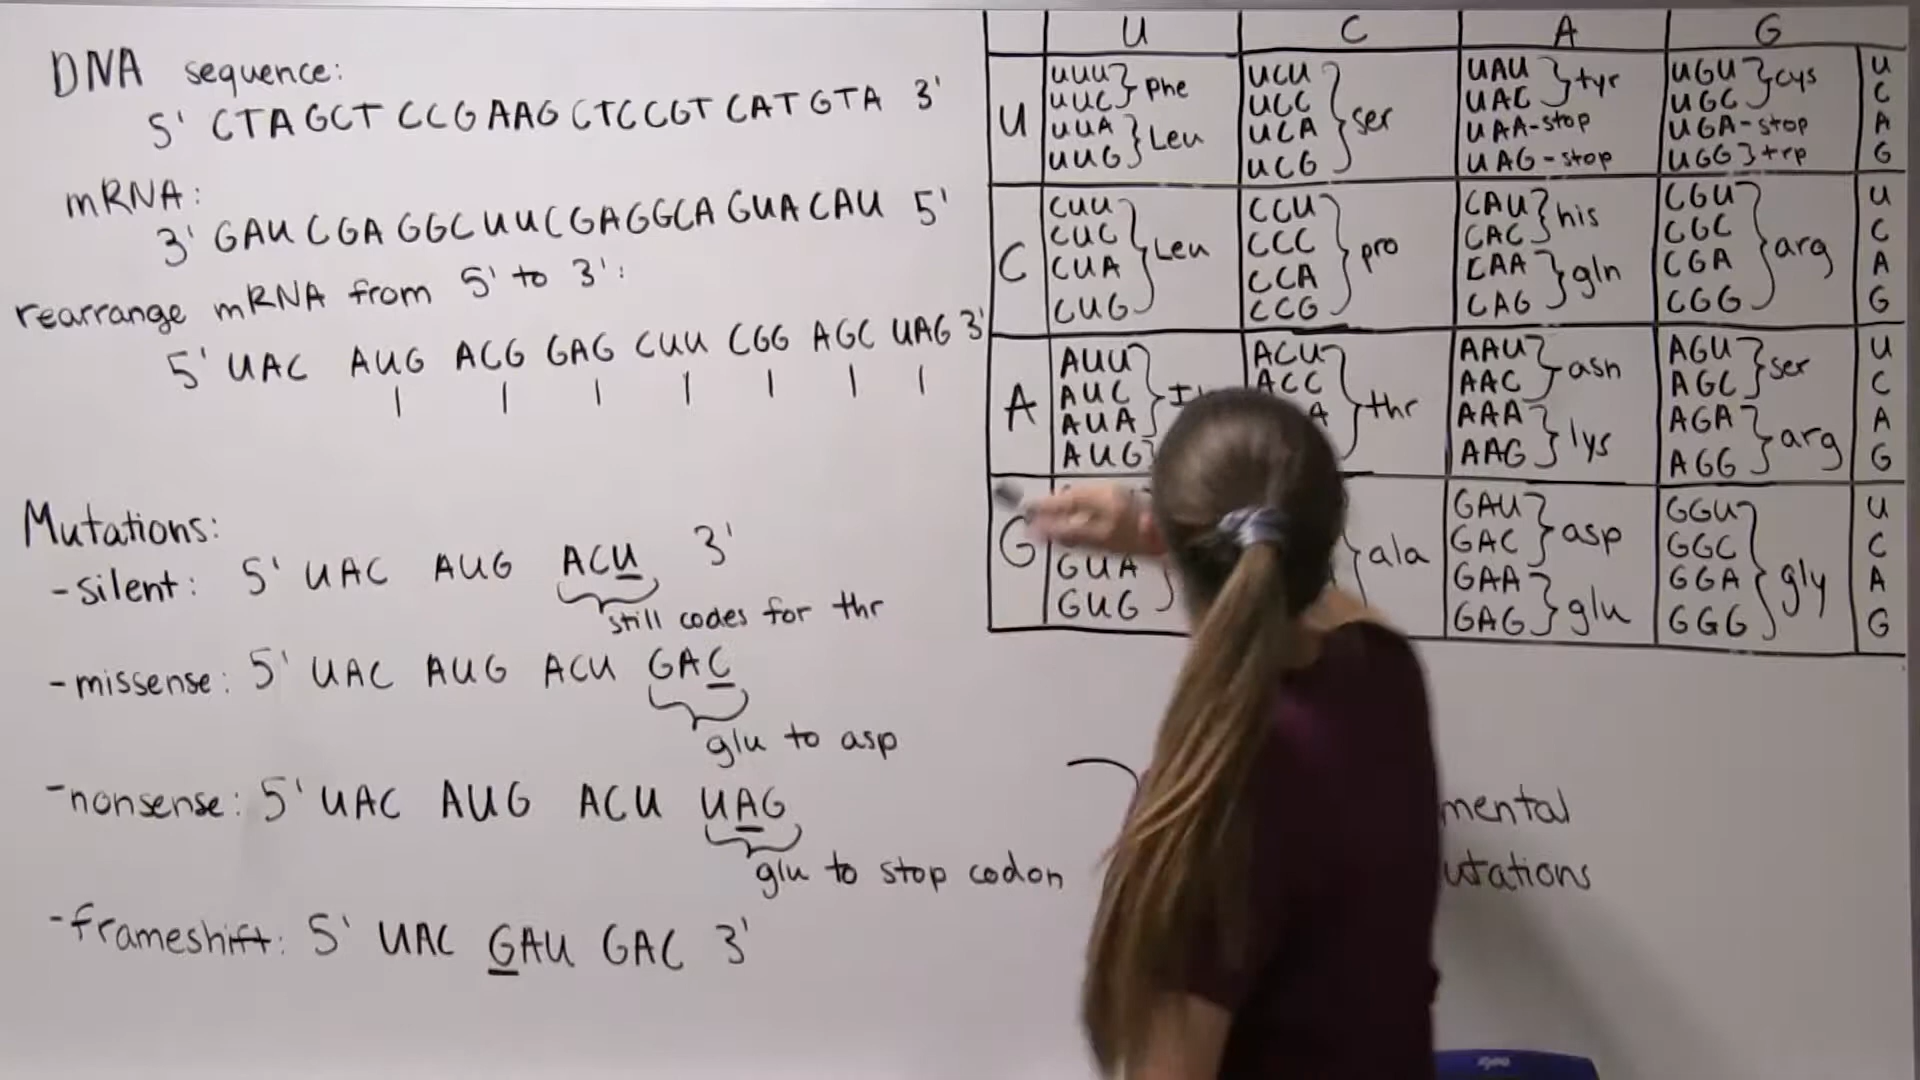 DNA sequence:
5' CTAGCT CCGAAGCTCCGTCATGTA 3'
mRNA:
3' GAUCGAGGCUUCGAGGCAGUACAU 5'
rearrange mRNA from 5' to 3':
5' UAC AUG ACG GAG CUU CGG AGC UAG 3'
Mutations:
-silent: 5' UAC AUG ACU 3'
still codes for thr
-missense: 5' UAC AUG ACU GAC
glu to asp
-nonsense: 5' UAC AUG ACU UAG
glu to stop codon
-frameshift: 5' UAC GAU GAC 3'
mental
utations
U C A G
U UUU UCU UAU UGU U
UUC Phe UCC UAC tyr UGC cys C
UUA UCA ser UAA-stop UGA-stop A
UUG Leu UCG UAG-stop UGG trp G
C CUU CCU CAU CGU U
CUC CCC CAC his CGC C
CUA Leu CCA pro CAA CGA arg A
CUG CCG CAG gln CGG G
A AUU ACU AAU AGU U
AUC ACC AAC asn AGC ser C
AUA A thr AAA AGA A
AUG AAG lys AGG arg G
G GAU GGU U
GAC asp GGC C
GUA ala GAA GGA gly A
GUG GAG glu GGG G